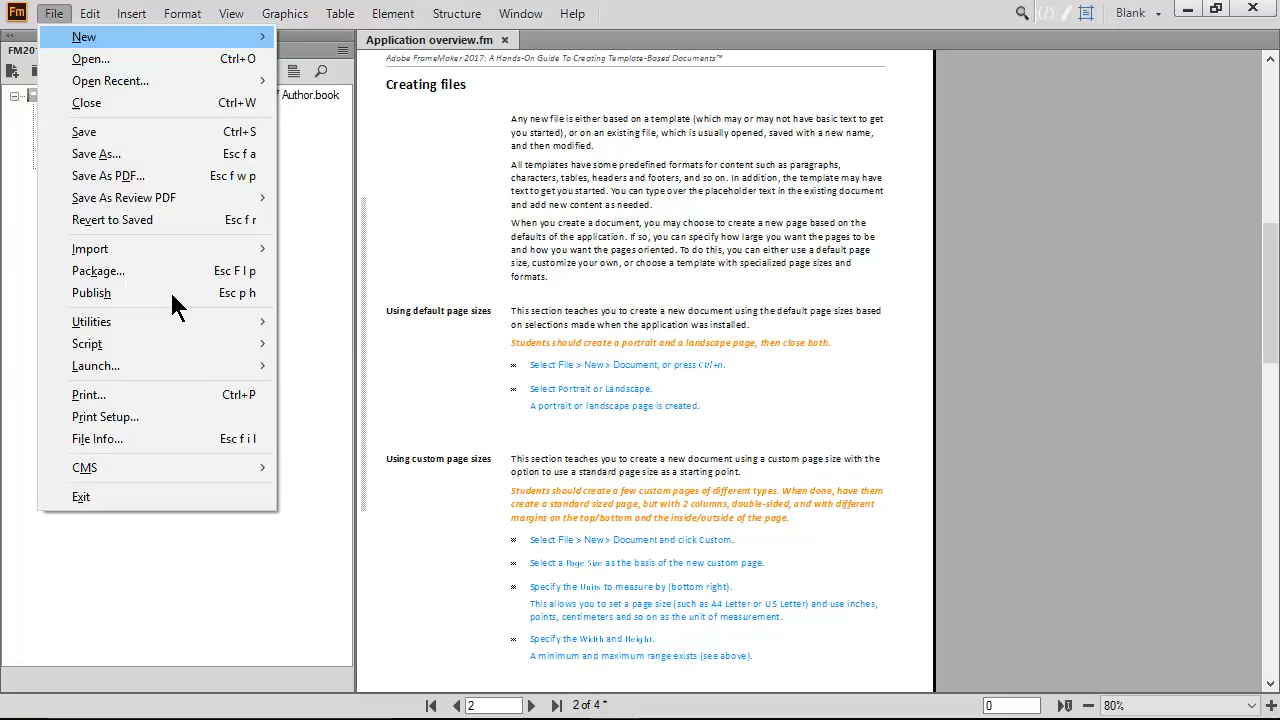 Fm File Edit Insert Format View Graphics Table Element Structure Window Help Blank
New
Open... Ctrl+O
Open Recent...
Close Ctrl+W
Save Ctrl+S
Save As... Esc f a
Save As PDF... Esc f w p
Save As Review PDF
Revert to Saved Esc f r
Import
Package... Esc F l p
Publish Esc p h
Utilities
Script
Launch...
Print... Ctrl+P
Print Setup...
File Info... Esc f i l
CMS
Exit
FM20
Author.book
Application overview.fm
Adobe FrameMaker 2017: A Hands-On Guide To Creating Template-Based Documents™
Creating files
Any new file is either based on a template (which may or may not have basic text to get
you started), or on an existing file, which is usually opened, saved with a new name,
and then modified.
All templates have some predefined formats for content such as paragraphs,
characters, tables, headers and footers, and so on. In addition, the template may have
text to get you started. You can type over the placeholder text in the existing document
and add new content as needed.
When you create a document, you may choose to create a new page based on the
defaults of the application. If so, you can specify how large you want the pages to be
and how you want the pages oriented. To do this, you can either use a default page
size, customize your own, or choose a template with specialized page sizes and
formats.
Using default page sizes
This section teaches you to create a new document using the default page sizes based
on selections made when the application was installed.
Students should create a portrait and a landscape page, then close both.
Select File > New > Document, or press Ctrl+n.
Select Portrait or Landscape.
A portrait or landscape page is created.
Using custom page sizes
This section teaches you to create a new document using a custom page size with the
option to use a standard page size as a starting point.
Students should create a few custom pages of different types. When done, have them
create a standard sized page, but with 2 columns, double-sided, and with different
margins on the top/bottom and the inside/outside of the page.
Select File > New > Document and click Custom.
Select a Page Size as the basis of the new custom page.
Specify the Units to measure by (bottom right).
This allows you to set a page size (such as A4 Letter or US Letter) and use inches,
points, centimeters and so on as the unit of measurement.
Specify the Width and Height.
A minimum and maximum range exists (see above).
2 2 of 4 * 0 80%